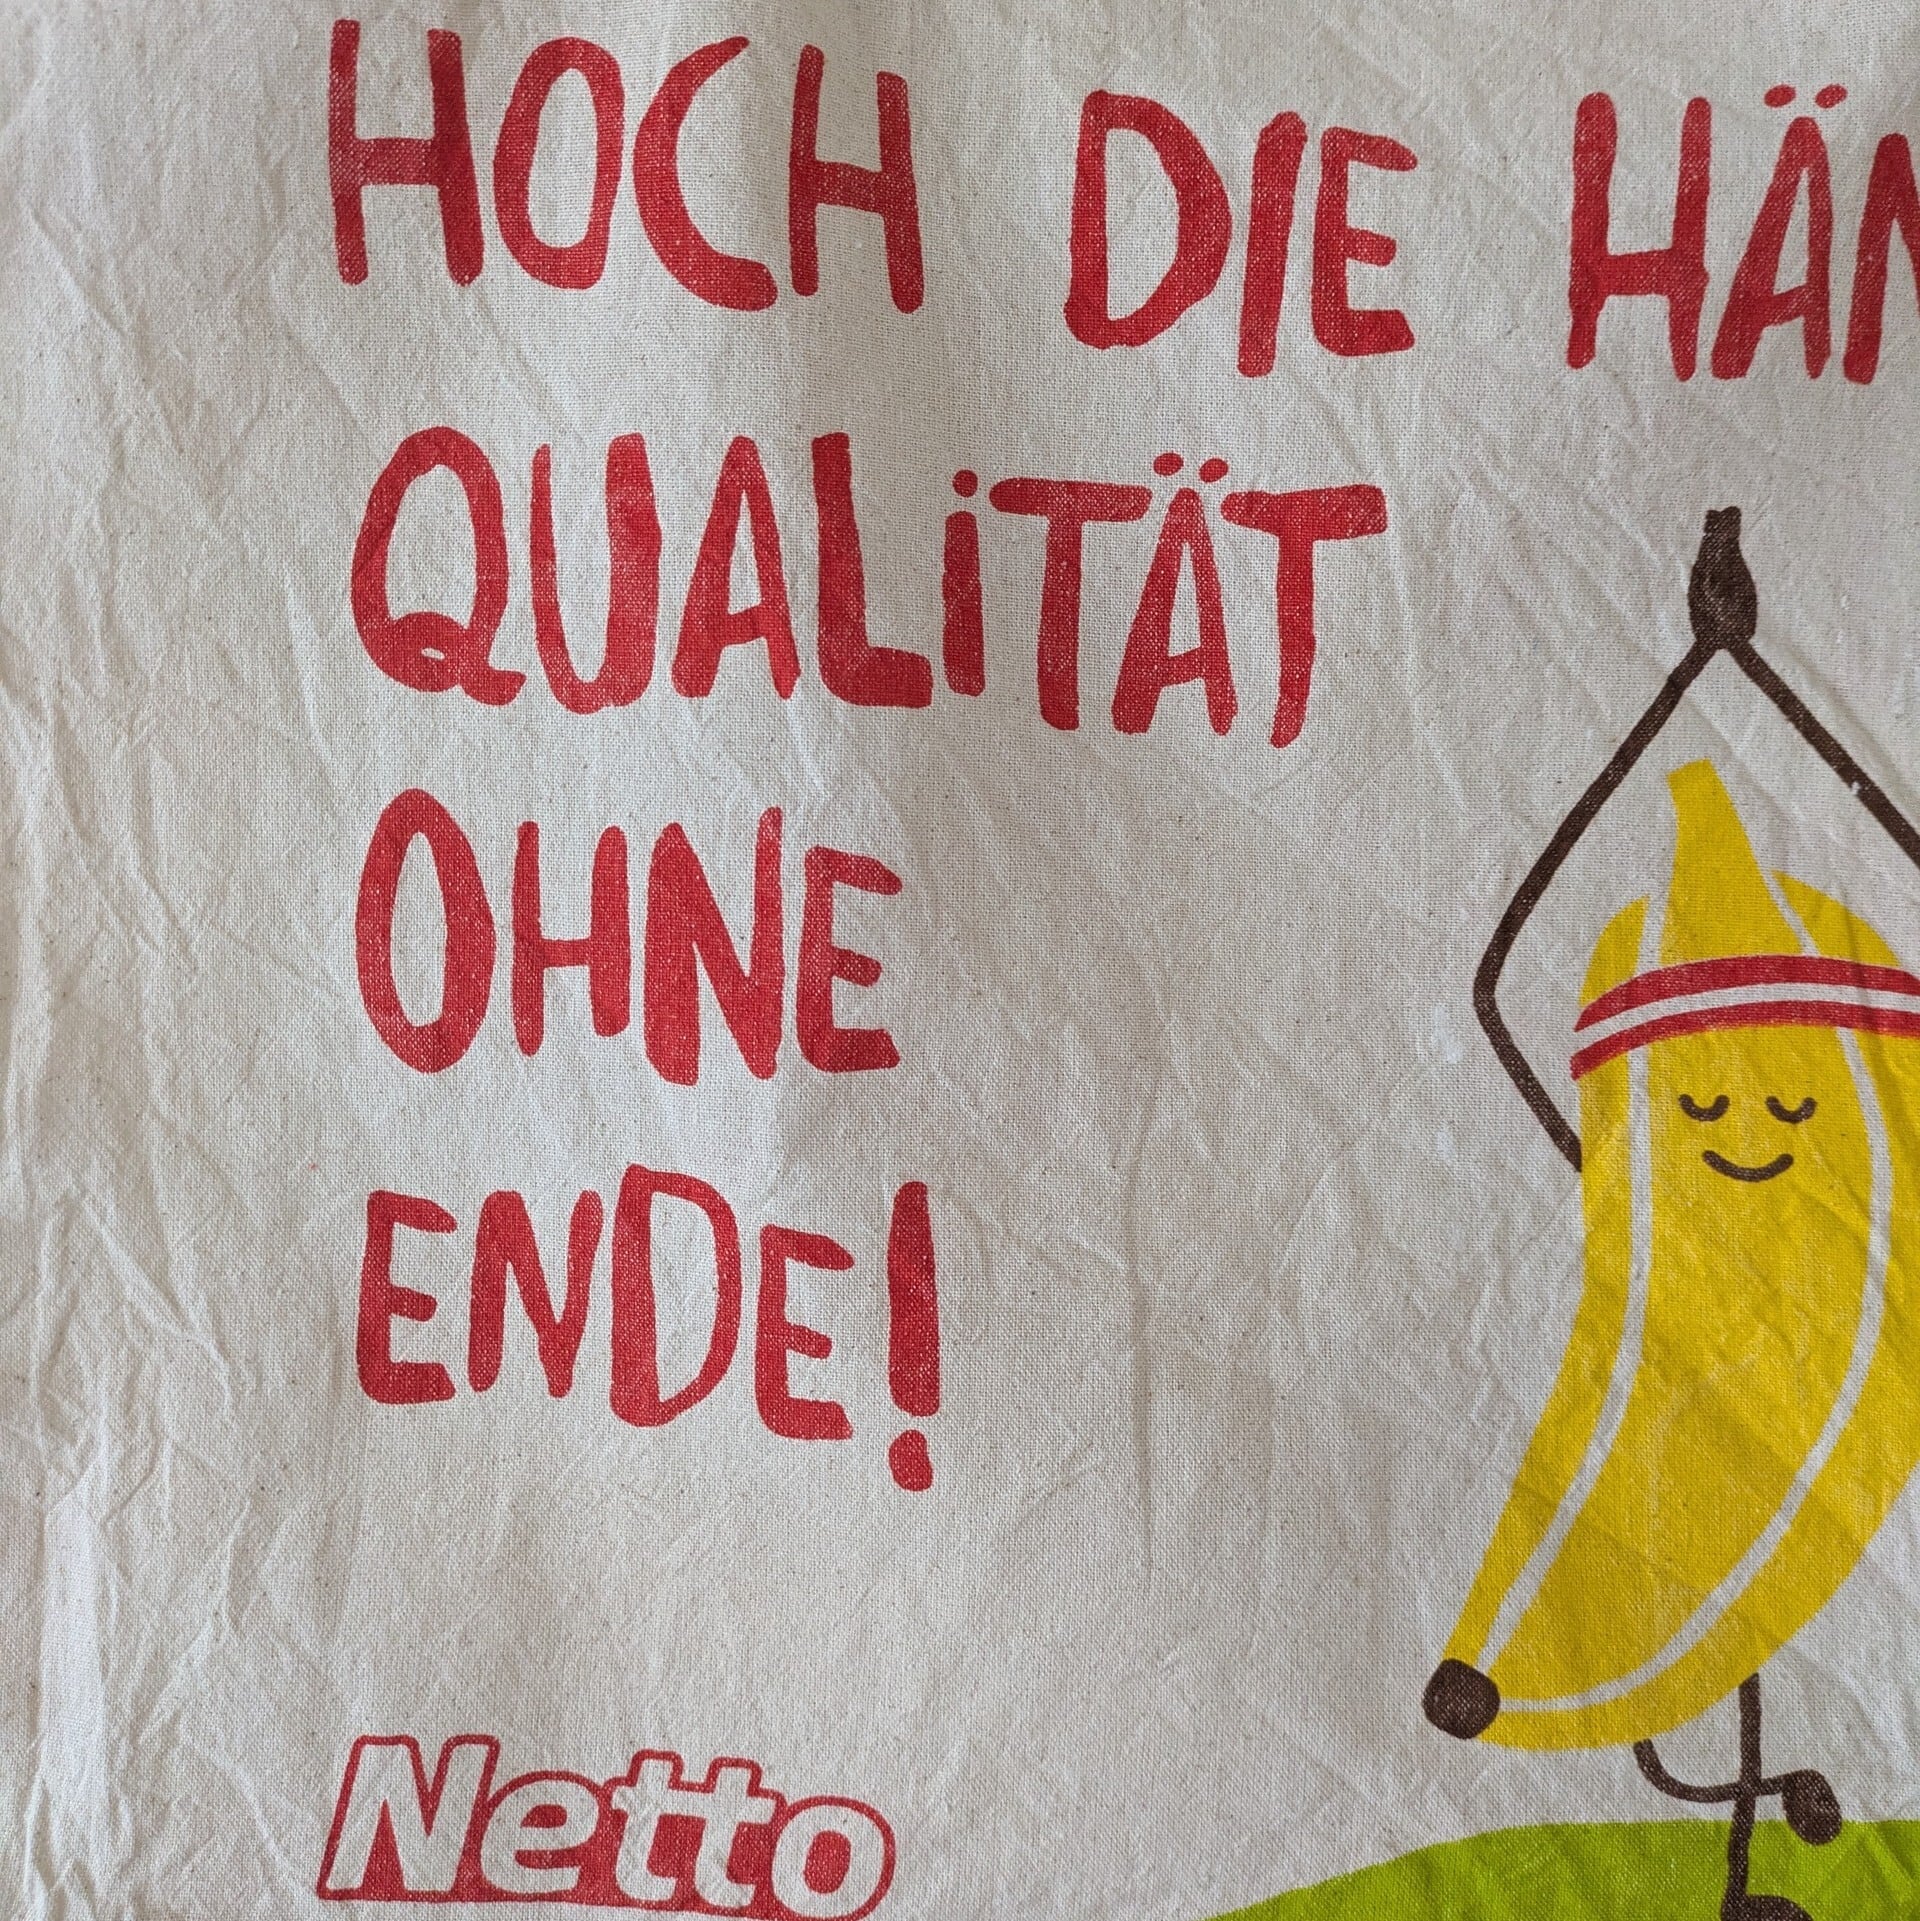 HOCH DIE HÄN
QUALiTÄT
OHNE
ENDE!
Netto